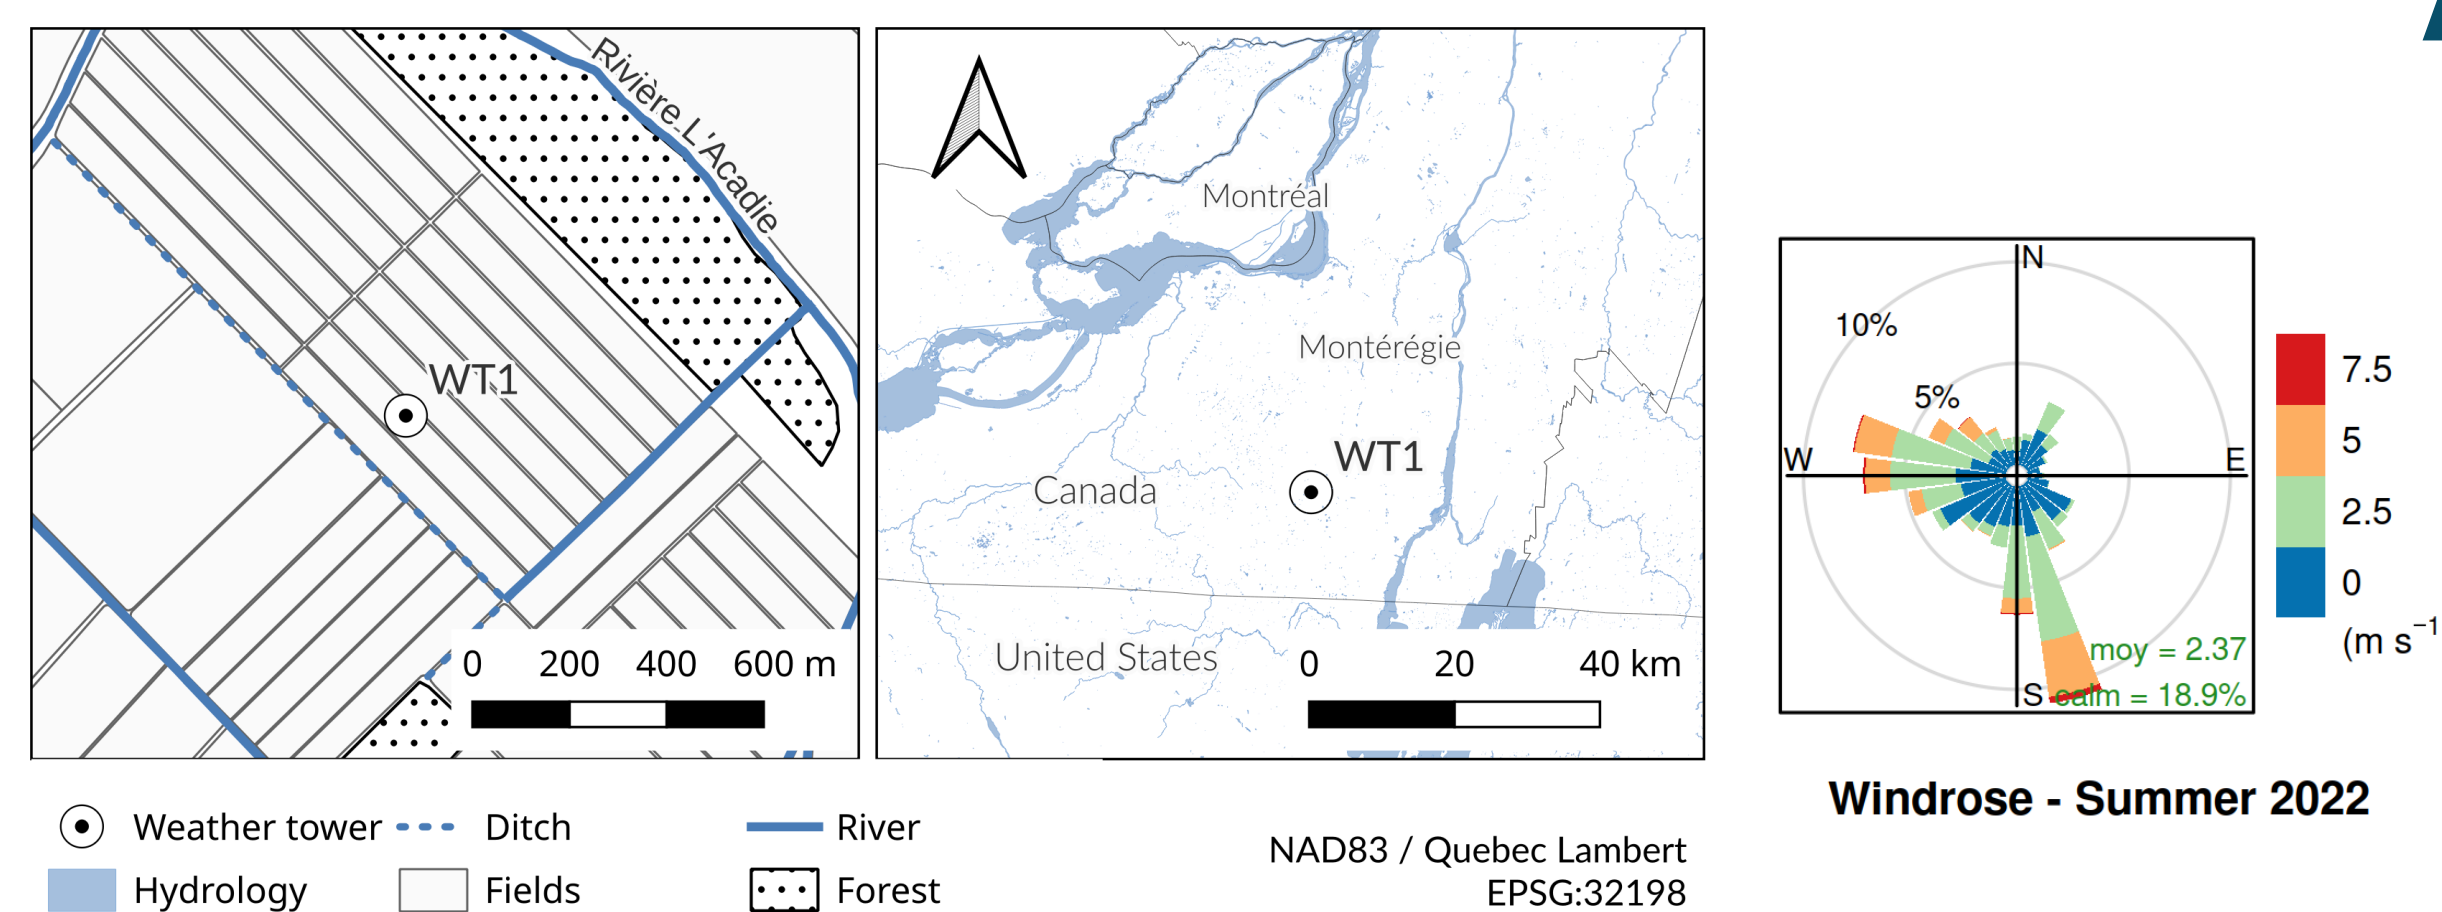 Rivière L'Acadie
WT1
0 200 400 600 m
Montréal
Montérégie
WT1
Canada
United States
0 20 40 km
N
10%
5%
W
E
S
moy = 2.37
calm = 18.9%
7.5
5
2.5
0
(m s⁻¹
Windrose - Summer 2022
Weather tower
Ditch
River
Hydrology
Fields
Forest
NAD83 / Quebec Lambert
EPSG:32198